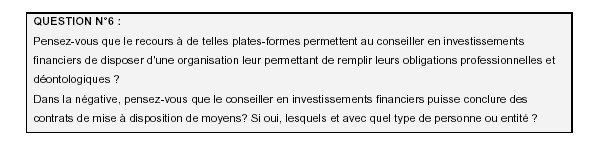 QUESTION N°6 :
Pensez-vous que le recours à de telles plates-formes permettent au conseiller en investissements
financiers de disposer d'une organisation leur permettant de remplir leurs obligations professionnelles et
déontologiques ?
Dans la négative, pensez-vous que le conseiller en investissements financiers puisse conclure des
contrats de mise à disposition de moyens? Si oui, lesquels et avec quel type de personne ou entité ?